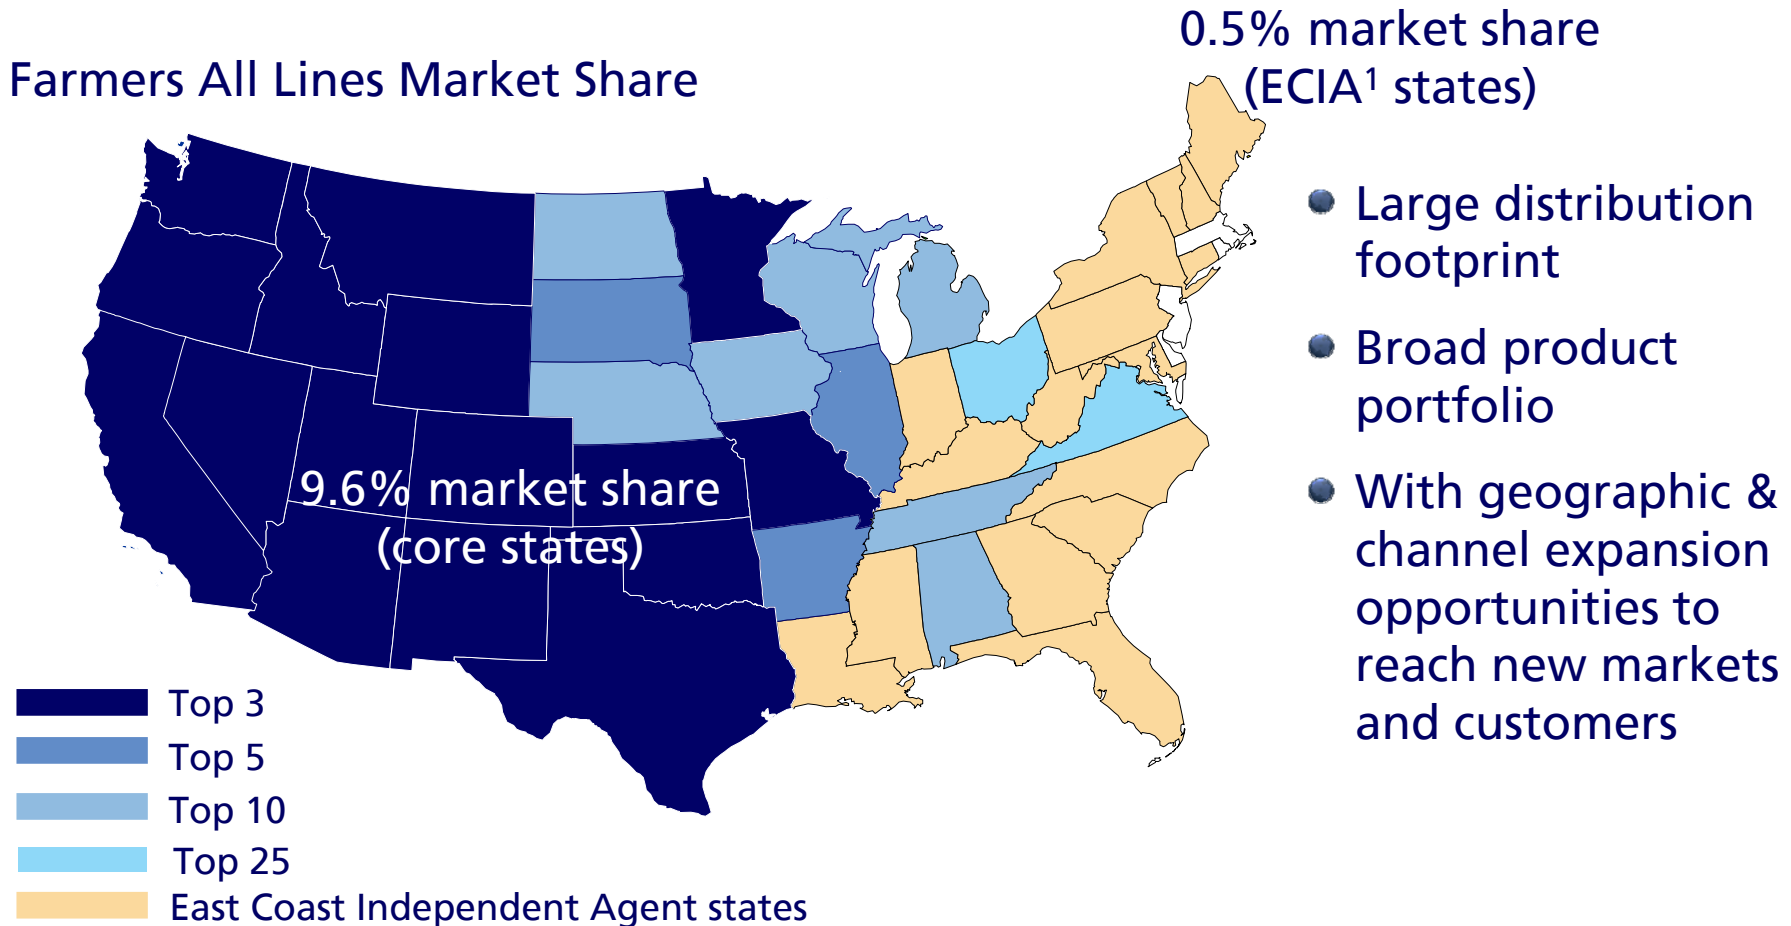 Farmers All Lines Market Share
0.5% market share
(ECIA¹ states)
9.6% market share
(core states)
Large distribution
footprint
Broad product
portfolio
With geographic &
channel expansion
opportunities to
reach new markets
and customers
Top 3
Top 5
Top 10
Top 25
East Coast Independent Agent states